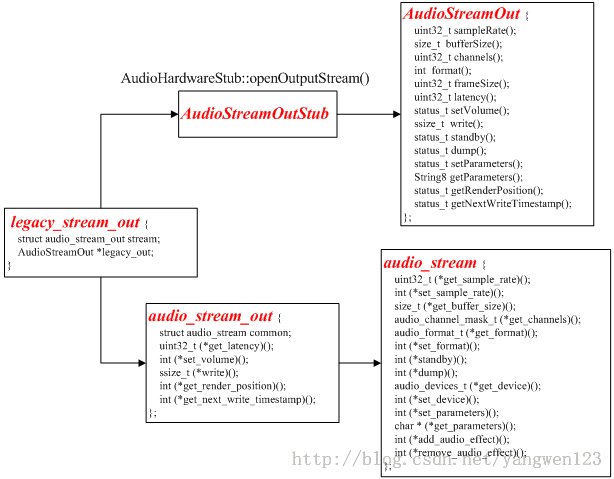 AudioStreamOut {
uint32_t sampleRate();
size_t bufferSize();
uint32_t channels();
int format();
uint32_t frameSize();
uint32_t latency();
status_t setVolume();
ssize_t write();
status_t standby();
status_t dump();
status_t setParameters();
String8 getParameters();
status_t getRenderPosition();
status_t getNextWriteTimestamp();
};
AudioHardwareStub::openOutputStream()
AudioStreamOutStub
legacy_stream_out {
struct audio_stream_out stream;
AudioStreamOut *legacy_out;
}
audio_stream_out {
struct audio_stream common;
uint32_t (*get_latency)();
int (*set_volume)();
ssize_t (*write)();
int (*get_render_position)();
int (*get_next_write_timestamp)();
};
audio_stream {
uint32_t (*get_sample_rate)();
int (*set_sample_rate)();
size_t (*get_buffer_size)();
audio_channel_mask_t (*get_channels)();
audio_format_t (*get_format)();
int (*set_format)();
int (*standby)();
int (*dump)();
audio_devices_t (*get_device)();
int (*set_device)();
int (*set_parameters)();
char * (*get_parameters)();
int (*add_audio_effect)();
int (*remove_audio_effect)();
};
http://blog.csdn.net/yangwen123